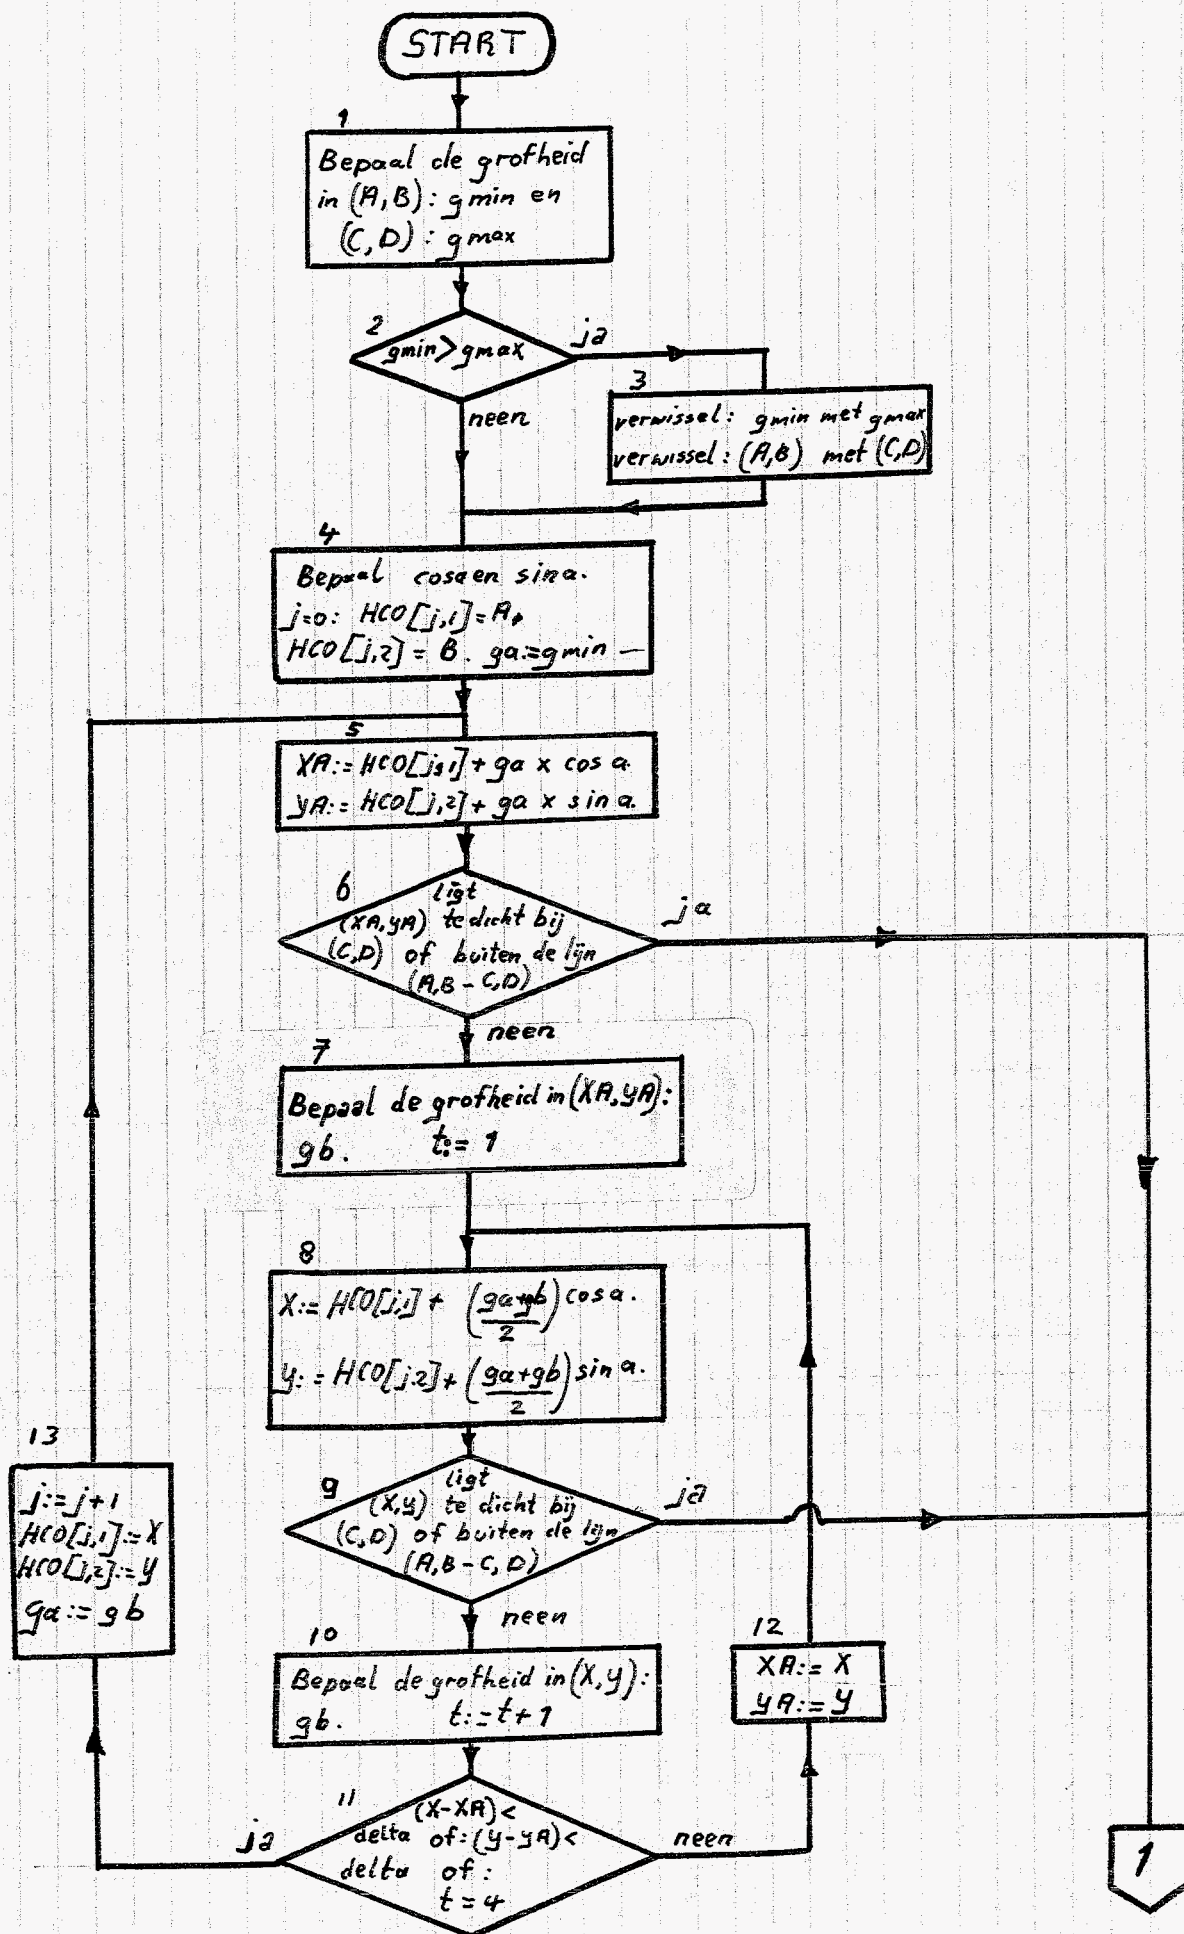 START
1
Bepaal de grofheid
in (A,B): gmin en
(C,D): gmax
2
gmin > gmax
ja
neen
3
verwissel: gmin met gmax
verwissel: (A,B) met (C,D)
4
Bepaal cosa en sina.
j=0: HCO[j,1]=A,
HCO[j,2] = B. ga:=gmin
5
XA:= HCO[j,1] + ga x cos a.
YA:= HCO[j,2] + ga x sin a.
6
ligt
(XA,YA) te dicht bij
(C,D) of buiten de lijn
(A,B - C,D)
ja
neen
7
Bepaal de grofheid in (XA,YA):
gb. t:= 1
8
X:= HCO[j,1] + (ga+gb/2) cos a.
Y:= HCO[j,2] + (ga+gb/2) sin a.
9
ligt
(X,Y) te dicht bij
(C,D) of buiten de lijn
(A,B - C,D)
ja
neen
10
Bepaal de grofheid in (X,Y):
gb. t:=t+1
11
(X-XA)<
delta of:(Y-YA)<
delta of:
t=4
ja
neen
12
XA:= X
YA:= Y
13
j:=j+1
HCO[j,1]:=X
HCO[j,2]:=Y
ga:= gb
1